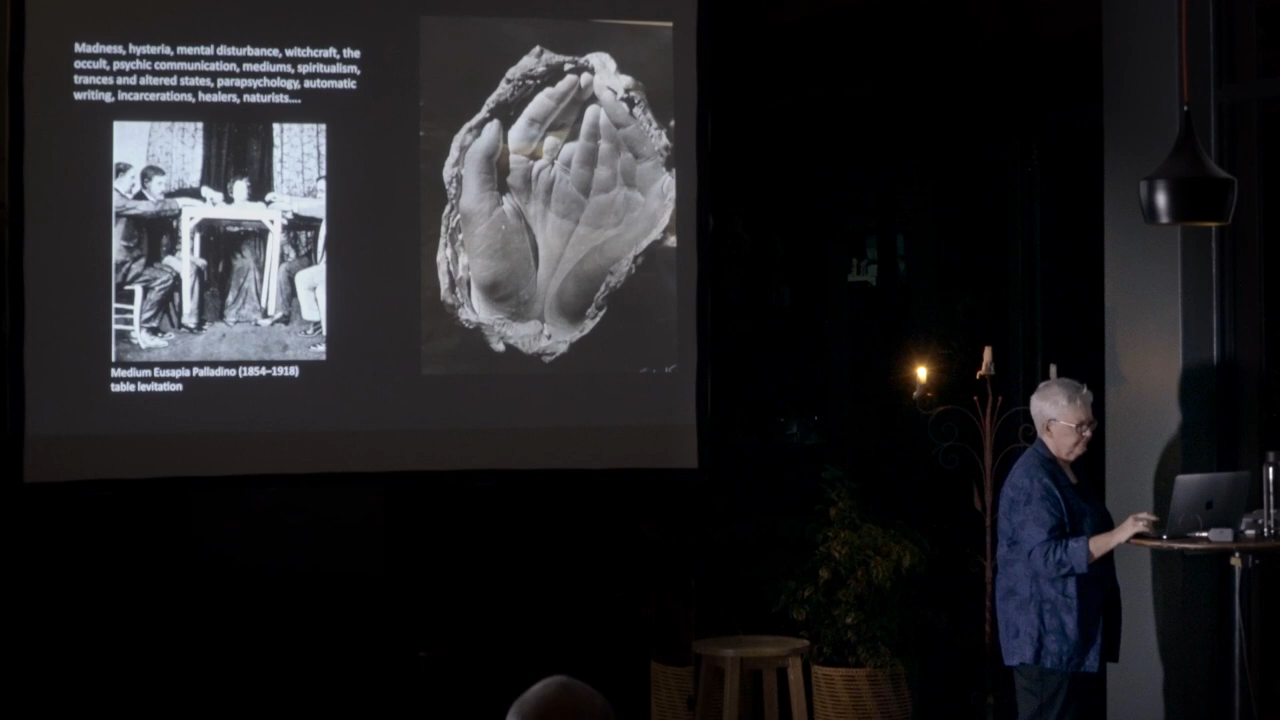 Madness, hysteria, mental disturbance, witchcraft, the
occult, psychic communication, mediums, spiritualism,
trances and altered states, parapsychology, automatic
writing, incarcerations, healers, naturists....
Medium Eusapia Palladino (1854–1918)
table levitation